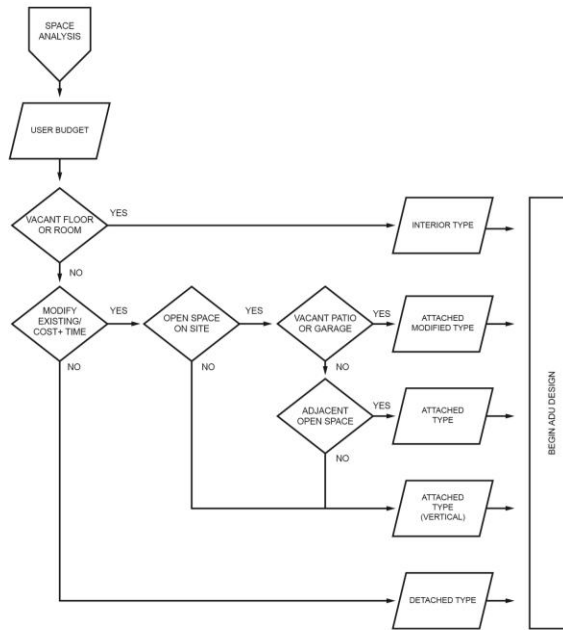 SPACE
ANALYSIS
USER BUDGET
VACANT FLOOR
OR ROOM
YES
INTERIOR TYPE
NO
MODIFY
EXISTING/
COST+ TIME
YES
OPEN SPACE
ON SITE
YES
VACANT PATIO
OR GARAGE
YES
ATTACHED
MODIFIED TYPE
NO
NO
NO
ADJACENT
OPEN SPACE
YES
ATTACHED
TYPE
NO
ATTACHED
TYPE
(VERTICAL)
DETACHED TYPE
BEGIN ADU DESIGN